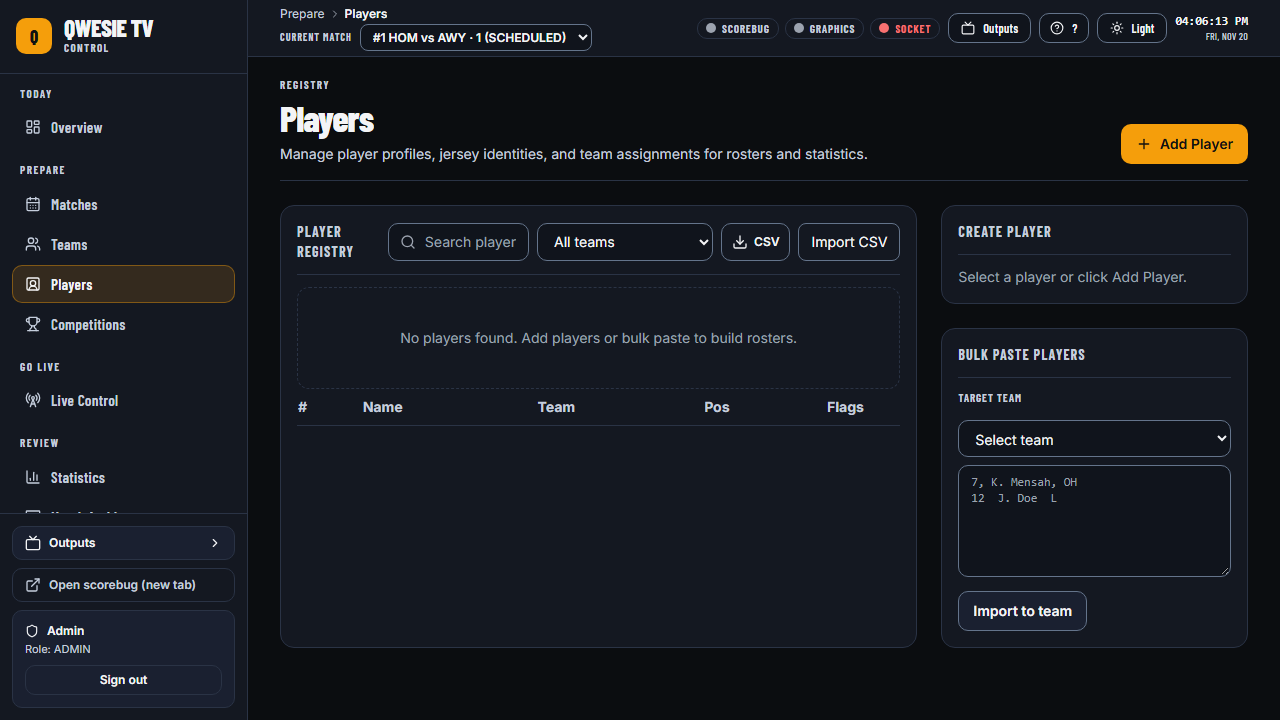 Q
QWESIE TV
CONTROL
TODAY
Overview
PREPARE
Matches
Teams
Players
Competitions
GO LIVE
Live Control
REVIEW
Statistics
Outputs
Open scorebug (new tab)
Admin
Role: ADMIN
Sign out
Prepare > Players
CURRENT MATCH
#1 HOM vs AWY · 1 (SCHEDULED)
SCOREBUG
GRAPHICS
SOCKET
Outputs
?
Light
04:06:13 PM
FRI, NOV 20
REGISTRY
Players
Manage player profiles, jersey identities, and team assignments for rosters and statistics.
+ Add Player
PLAYER
REGISTRY
Search player
All teams
CSV
Import CSV
No players found. Add players or bulk paste to build rosters.
# Name Team Pos Flags
CREATE PLAYER
Select a player or click Add Player.
BULK PASTE PLAYERS
TARGET TEAM
Select team
7, K. Mensah, OH
12 J. Doe L
Import to team